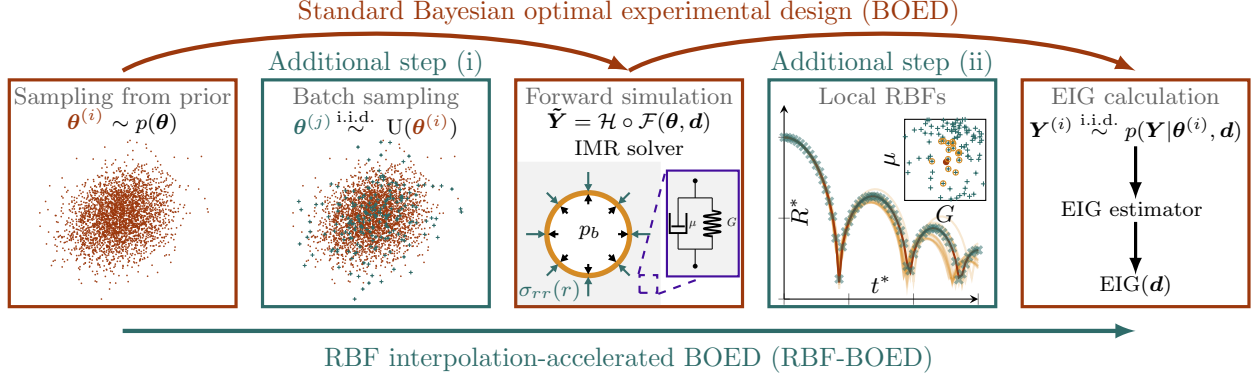 Standard Bayesian optimal experimental design (BOED)
Additional step (i)
Additional step (ii)
Sampling from prior
𝜽⁽ⁱ⁾ ∼ p(𝜽)
Batch sampling
𝜽⁽ʲ⁾ i.i.d. ∼ U(𝜽⁽ⁱ⁾)
Forward simulation
𝒀̃ = ℋ ∘ ℱ(𝜽, 𝒅)
IMR solver
p_b
σ_rr(r)
μ
G
Local RBFs
μ
G
R*
t*
EIG calculation
𝒀⁽ⁱ⁾ i.i.d. ∼ p(𝒀|𝜽⁽ⁱ⁾, 𝒅)
EIG estimator
EIG(𝒅)
RBF interpolation-accelerated BOED (RBF-BOED)